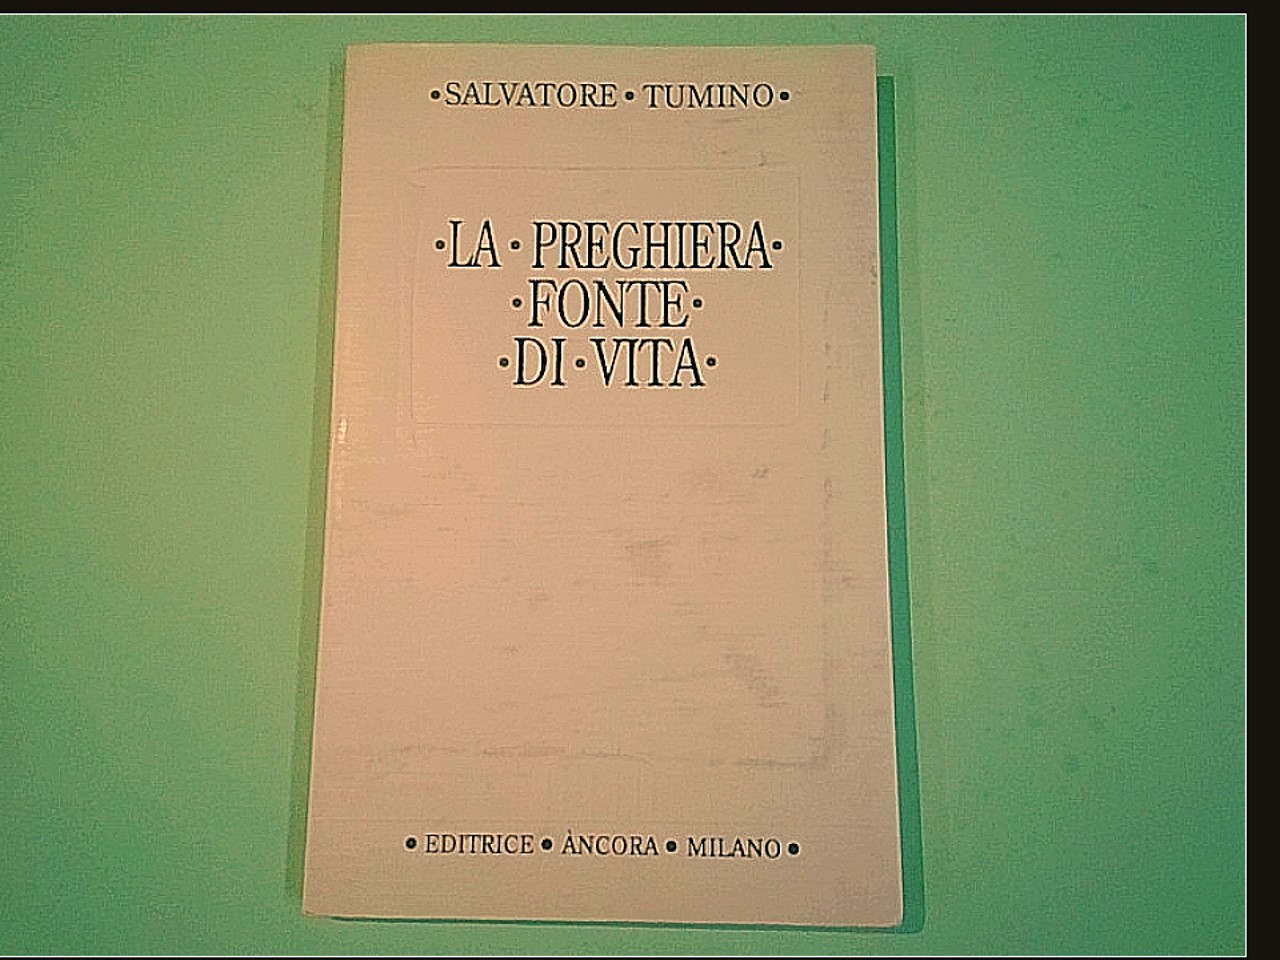 •SALVATORE•TUMINO•
•LA•PREGHIERA•
•FONTE•
•DI•VITA•
•EDITRICE•ÀNCORA•MILANO•